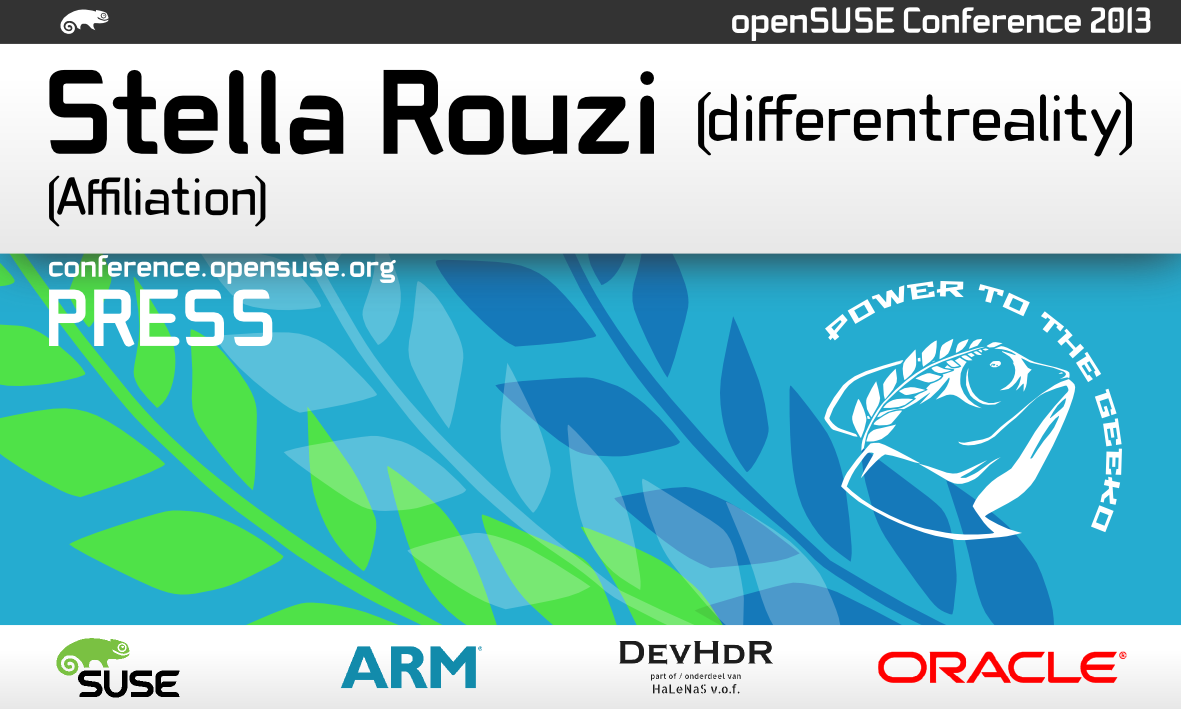 openSUSE Conference 2013
Stella Rouzi (differentreality)
(Affiliation)
conference.opensuse.org
PRESS
POWER TO THE GEEKO
SUSE
ARM®
DEVHDR
part of / onderdeel van
HaLeNaS v.o.f.
ORACLE®